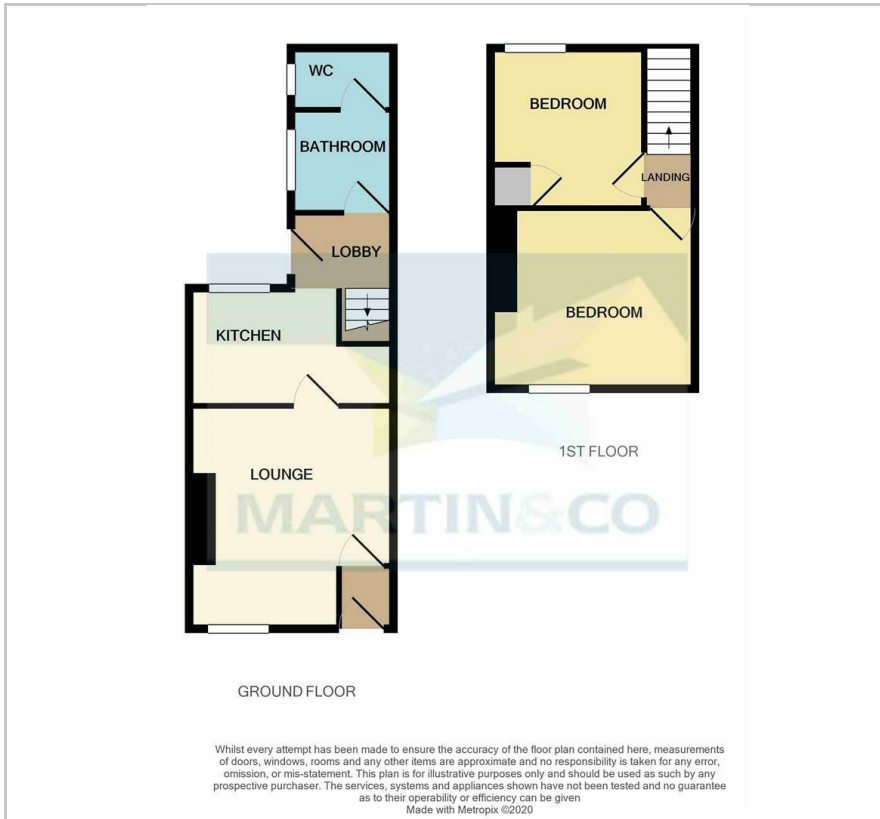 WC
BATHROOM
LOBBY
KITCHEN
LOUNGE
GROUND FLOOR
BEDROOM
LANDING
BEDROOM
1ST FLOOR
MARTIN&CO
Whilst every attempt has been made to ensure the accuracy of the floor plan contained here, measurements
of doors, windows, rooms and any other items are approximate and no responsibility is taken for any error,
omission, or mis-statement. This plan is for illustrative purposes only and should be used as such by any
prospective purchaser. The services, systems and appliances shown have not been tested and no guarantee
as to their operability or efficiency can be given
Made with Metropix ©2020